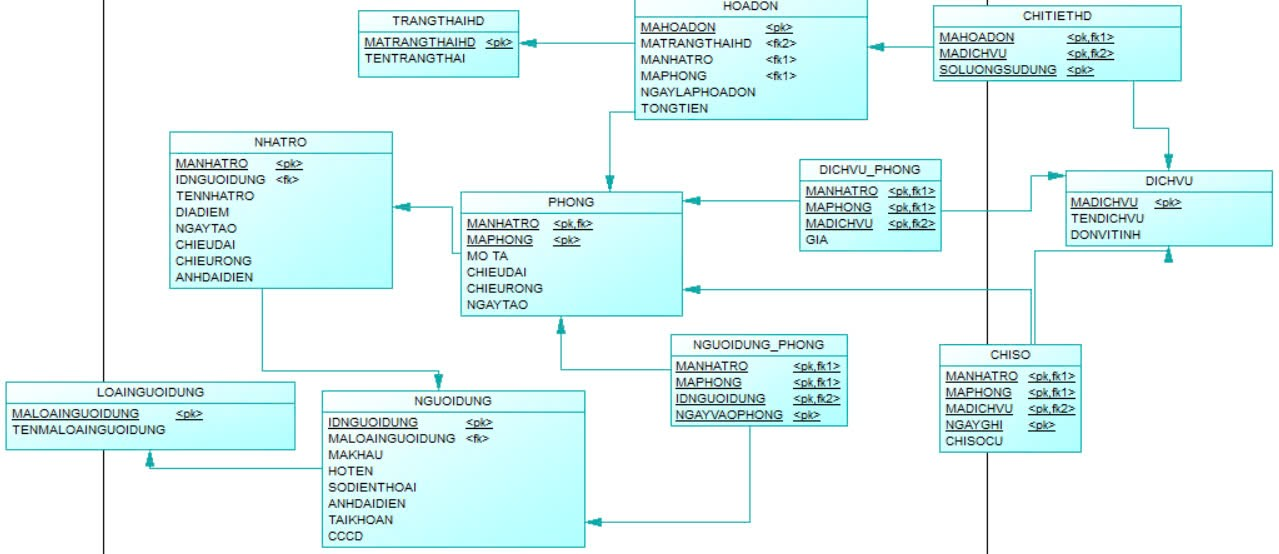 TRANGTHAIHD
MATRANGTHAIHD <pk>
TENTRANGTHAI
HOADON
MAHOADON <pk>
MATRANGTHAIHD <fk2>
MANHATRO <fk1>
MAPHONG <fk1>
NGAYLAPHOADON
TONGTIEN
CHITIETHD
MAHOADON <pk,fk1>
MADICHVU <pk,fk2>
SOLUONGSUDUNG <pk>
NHATRO
MANHATRO <pk>
IDNGUOIDUNG <fk>
TENNHATRO
DIADIEM
NGAYTAO
CHIEUDAI
CHIEURONG
ANHDAIDIEN
PHONG
MANHATRO <pk,fk>
MAPHONG <pk>
MO TA
CHIEUDAI
CHIEURONG
NGAYTAO
DICHVU_PHONG
MANHATRO <pk,fk1>
MAPHONG <pk,fk1>
MADICHVU <pk,fk2>
GIA
DICHVU
MADICHVU <pk>
TENDICHVU
DONVITINH
LOAINGUOIDUNG
MALOAINGUOIDUNG <pk>
TENMALOAINGUOIDUNG
NGUOIDUNG
IDNGUOIDUNG <pk>
MALOAINGUOIDUNG <fk>
MAKHAU
HOTEN
SODIENTHOAI
ANHDAIDIEN
TAIKHOAN
CCCD
NGUOIDUNG_PHONG
MANHATRO <pk,fk1>
MAPHONG <pk,fk1>
IDNGUOIDUNG <pk,fk2>
NGAYVAOPHONG <pk>
CHISO
MANHATRO <pk,fk1>
MAPHONG <pk,fk1>
MADICHVU <pk,fk2>
NGAYGHI <pk>
CHISOCU